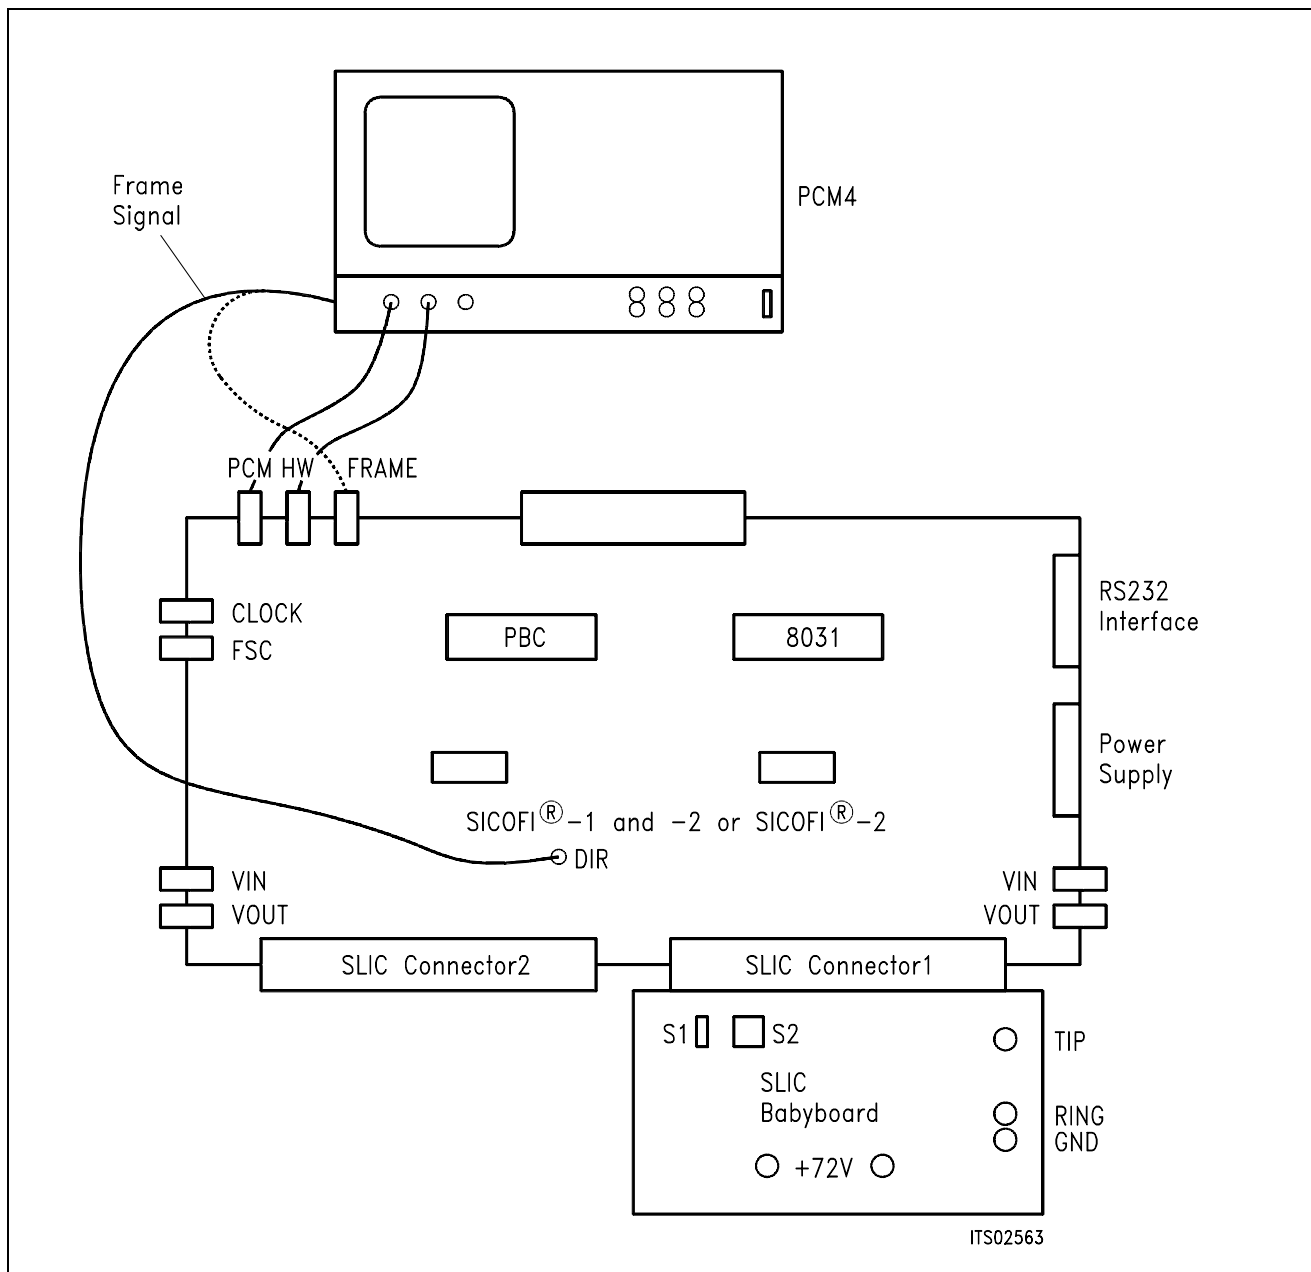 Frame
Signal
PCM4
PCM HW FRAME
CLOCK
FSC
PBC
8031
RS232
Interface
Power
Supply
SICOFI®-1 and -2 or SICOFI®-2
DIR
VIN
VOUT
VIN
VOUT
SLIC Connector2
SLIC Connector1
S1
S2
TIP
SLIC
Babyboard
RING
GND
+72V
ITS02563